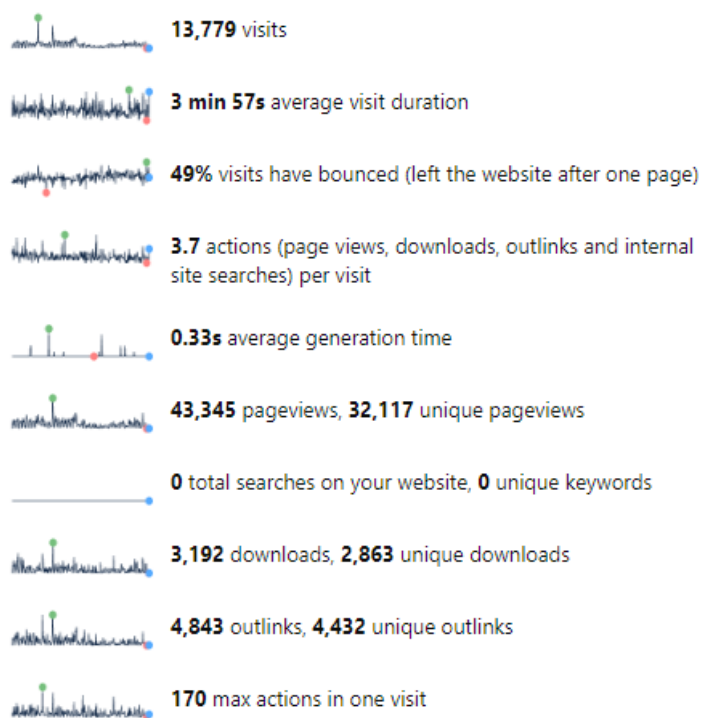 13,779 visits
3 min 57s average visit duration
49% visits have bounced (left the website after one page)
3.7 actions (page views, downloads, outlinks and internal
site searches) per visit
0.33s average generation time
43,345 pageviews, 32,117 unique pageviews
0 total searches on your website, 0 unique keywords
3,192 downloads, 2,863 unique downloads
4,843 outlinks, 4,432 unique outlinks
170 max actions in one visit